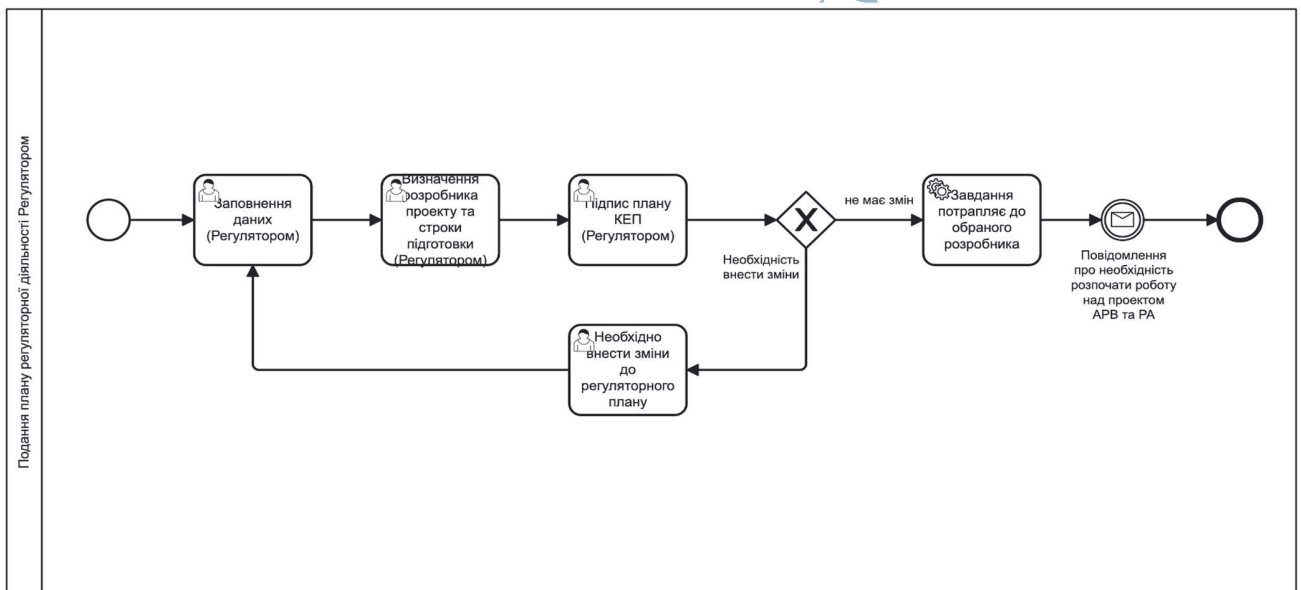 Подання плану регуляторної діяльності Регулятором
Заповнення
даних
(Регулятором)
Визначення
розробника
проекту та
строки
підготовки
(Регулятором)
Підпис плану
КЕП
(Регулятором)
не має змін
Необхідність
внести зміни
Завдання
потрапляє до
обраного
розробника
Повідомлення
про необхідність
розпочати роботу
над проектом
АРВ та РА
Необхідно
внести зміни
до
регуляторного
плану